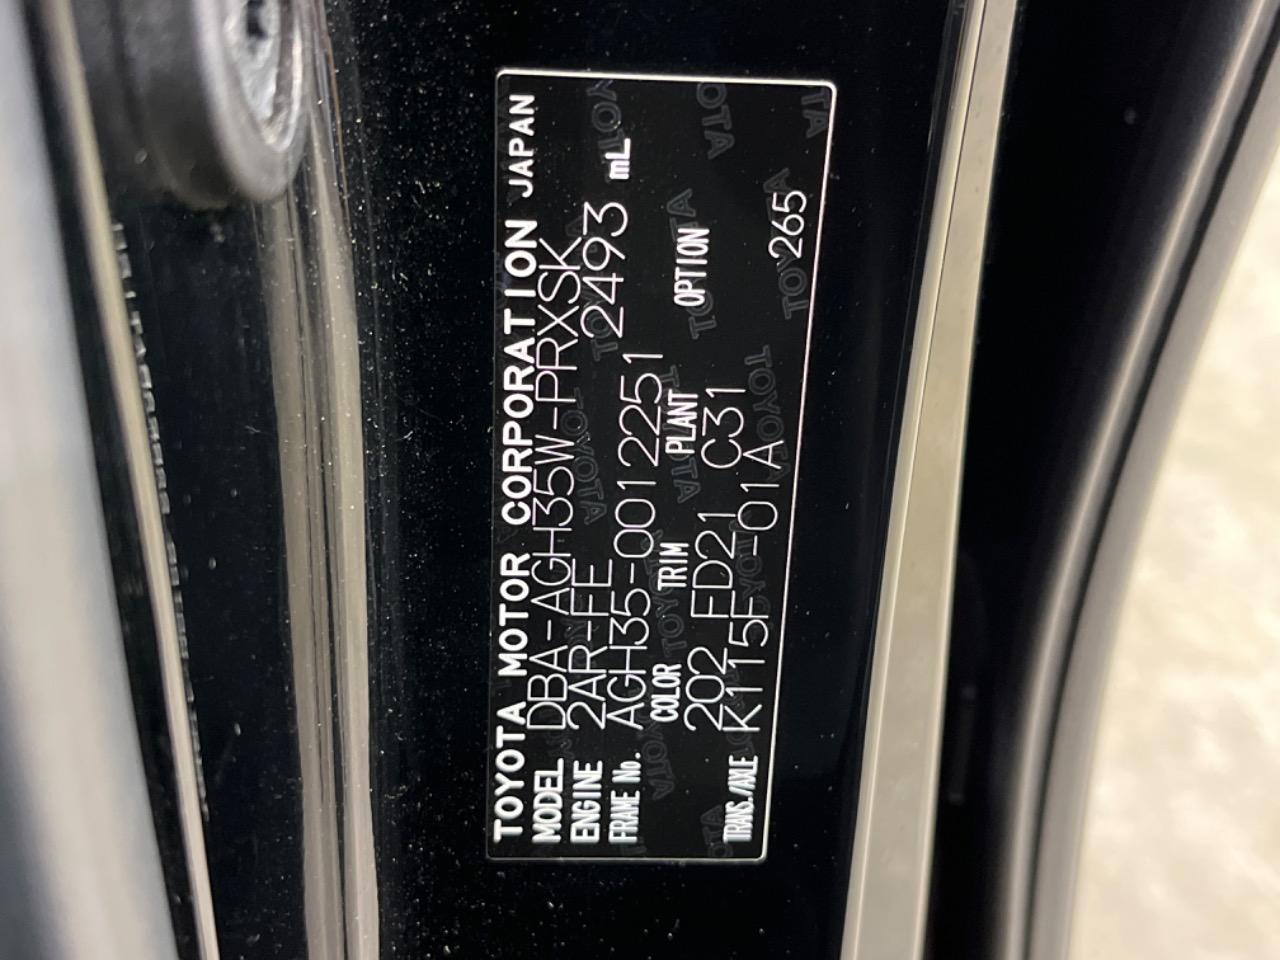 TOYOTA MOTOR CORPORATION JAPAN
MODEL DBA-AGH35W-PRXSK
ENGINE 2AR-FE 2493 mL
FRAME No. AGH35-0012251
COLOR TRIM PLANT OPTION
202 FD21 C31
TRANS./AXLE K115F-01A 265